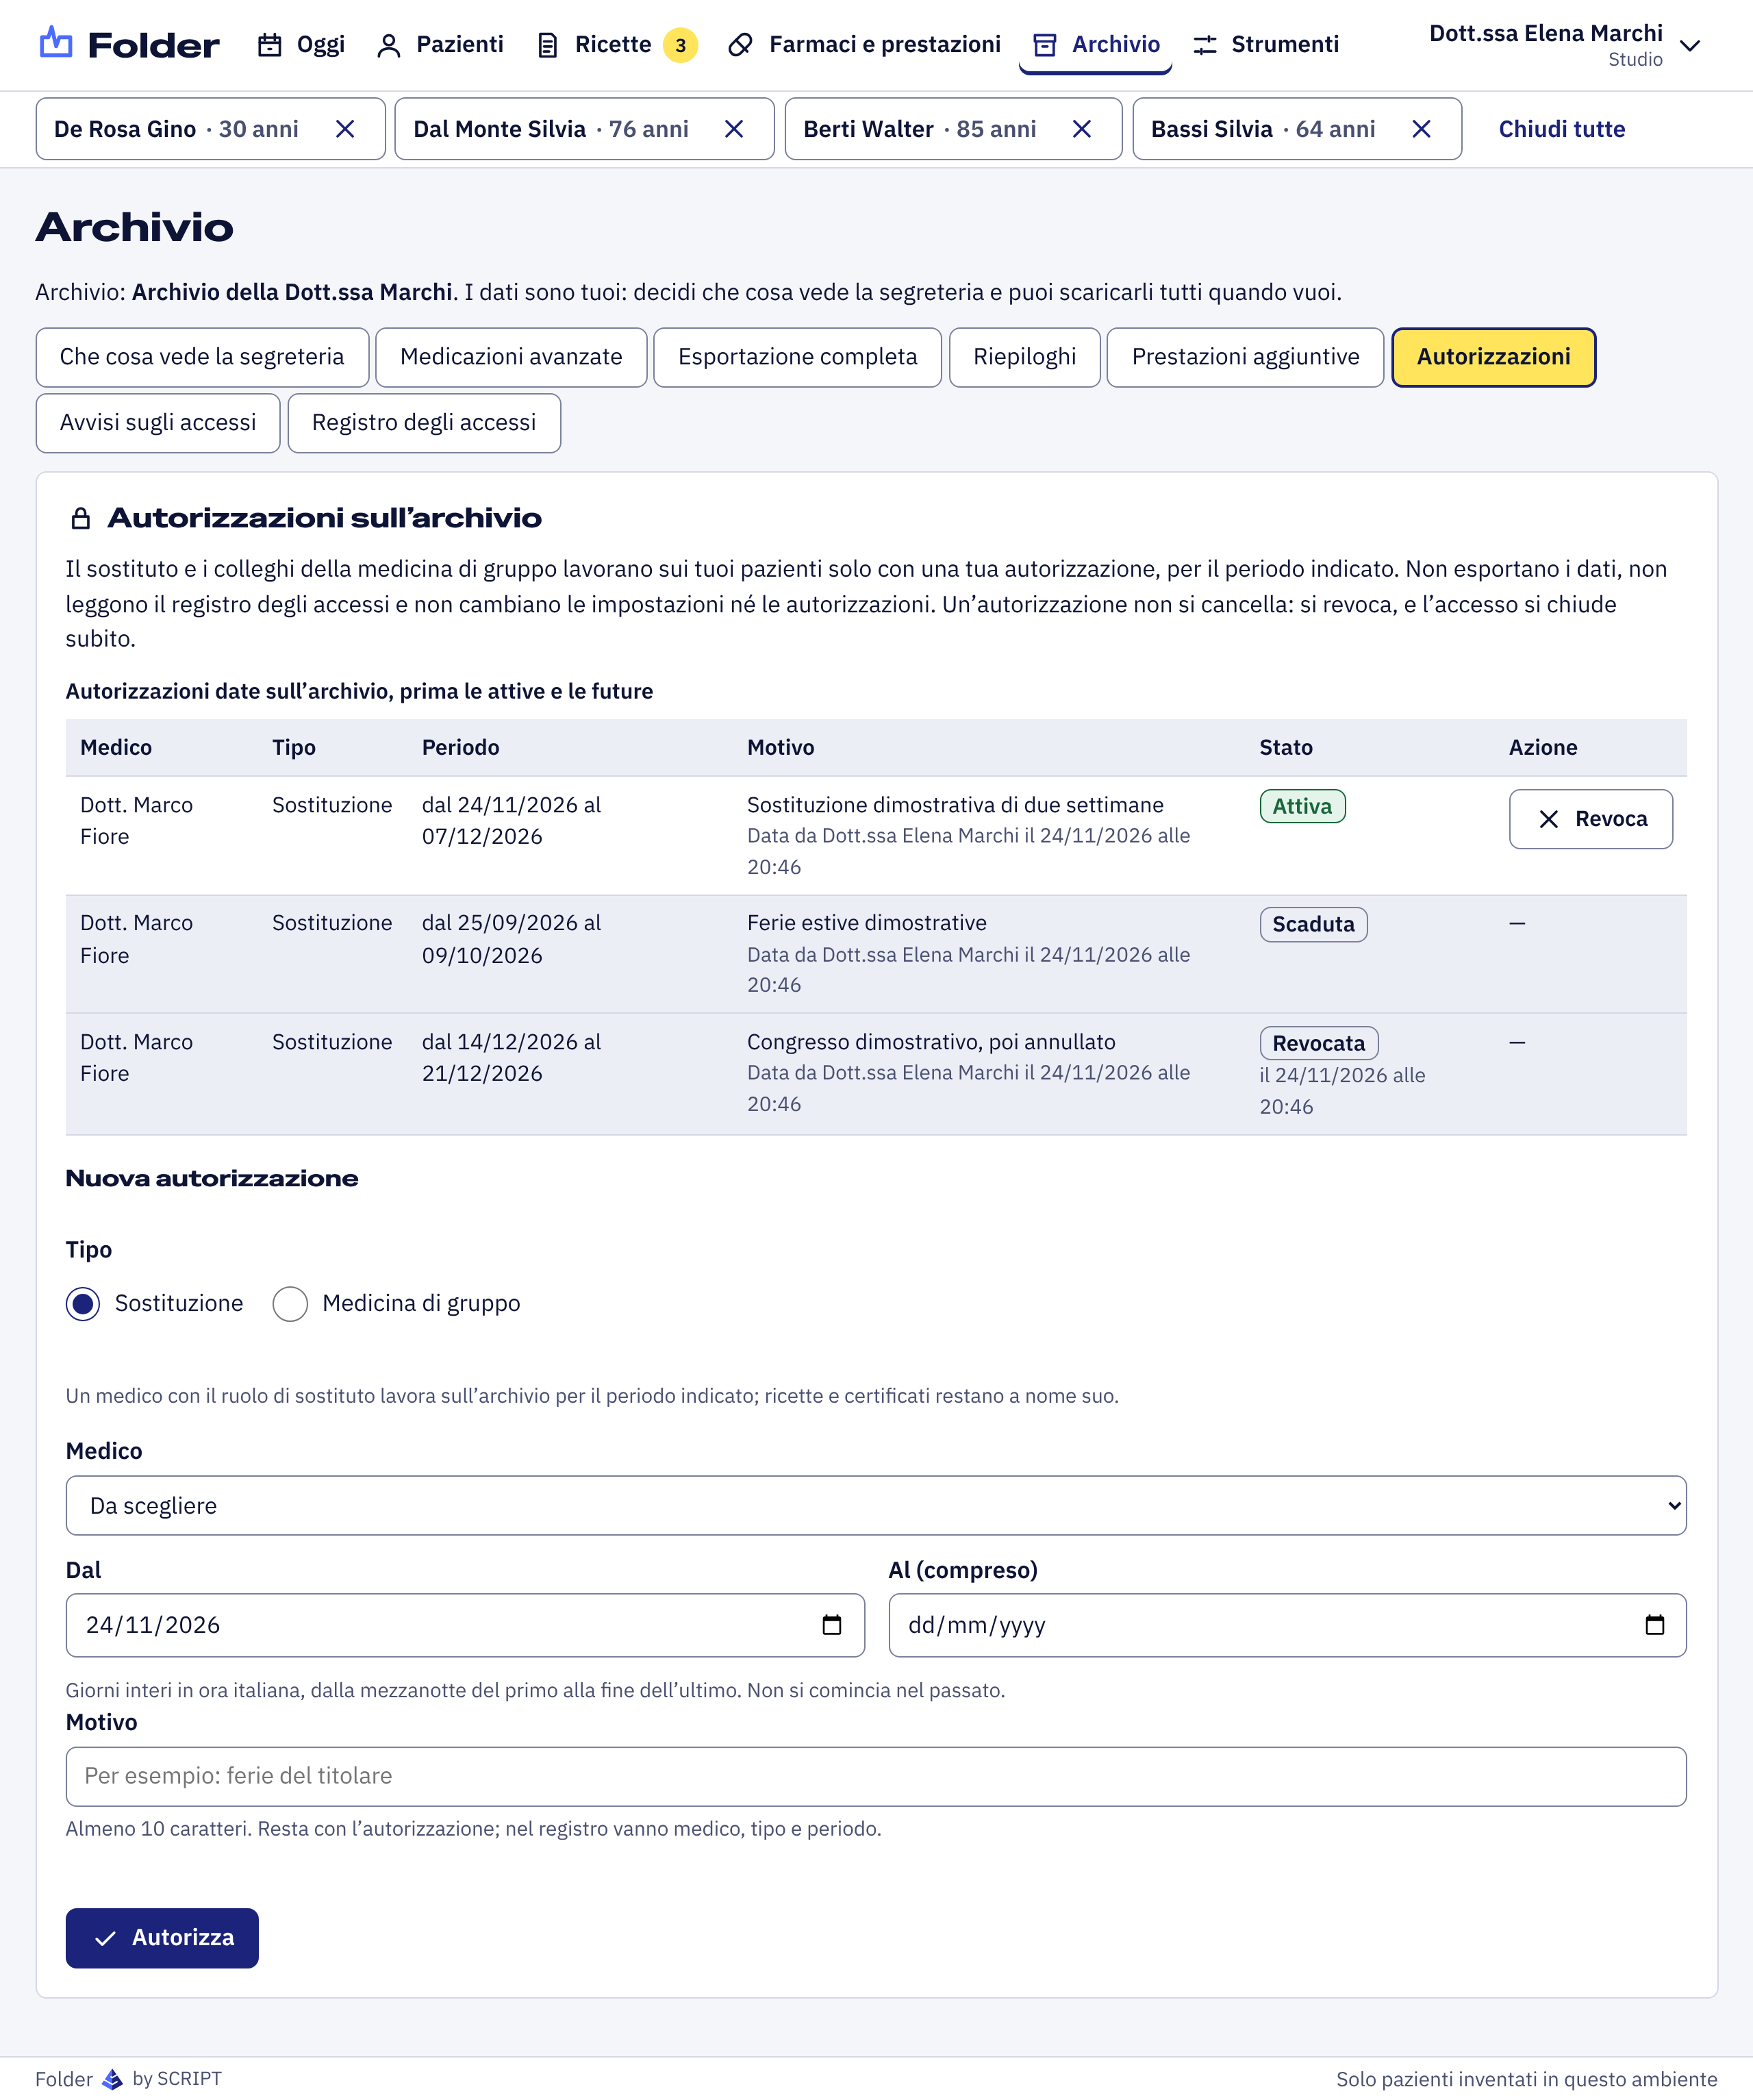 Folder
Oggi
Pazienti
Ricette 3
Farmaci e prestazioni
Archivio
Strumenti
Dott.ssa Elena Marchi
Studio
De Rosa Gino · 30 anni
Dal Monte Silvia · 76 anni
Berti Walter · 85 anni
Bassi Silvia · 64 anni
Chiudi tutte
Archivio
Archivio: Archivio della Dott.ssa Marchi. I dati sono tuoi: decidi che cosa vede la segreteria e puoi scaricarli tutti quando vuoi.
Che cosa vede la segreteria
Medicazioni avanzate
Esportazione completa
Riepiloghi
Prestazioni aggiuntive
Autorizzazioni
Avvisi sugli accessi
Registro degli accessi
Autorizzazioni sull’archivio
Il sostituto e i colleghi della medicina di gruppo lavorano sui tuoi pazienti solo con una tua autorizzazione, per il periodo indicato. Non esportano i dati, non
leggono il registro degli accessi e non cambiano le impostazioni né le autorizzazioni. Un’autorizzazione non si cancella: si revoca, e l’accesso si chiude
subito.
Autorizzazioni date sull’archivio, prima le attive e le future
Medico Tipo Periodo Motivo Stato Azione
Dott. Marco
Fiore
Sostituzione
dal 24/11/2026 al
07/12/2026
Sostituzione dimostrativa di due settimane
Data da Dott.ssa Elena Marchi il 24/11/2026 alle
20:46
Attiva
Revoca
Dott. Marco
Fiore
Sostituzione
dal 25/09/2026 al
09/10/2026
Ferie estive dimostrative
Data da Dott.ssa Elena Marchi il 24/11/2026 alle
20:46
Scaduta
—
Dott. Marco
Fiore
Sostituzione
dal 14/12/2026 al
21/12/2026
Congresso dimostrativo, poi annullato
Data da Dott.ssa Elena Marchi il 24/11/2026 alle
20:46
Revocata
il 24/11/2026 alle
20:46
—
Nuova autorizzazione
Tipo
Sostituzione
Medicina di gruppo
Un medico con il ruolo di sostituto lavora sull’archivio per il periodo indicato; ricette e certificati restano a nome suo.
Medico
Da scegliere
Dal
24/11/2026
Al (compreso)
dd/mm/yyyy
Giorni interi in ora italiana, dalla mezzanotte del primo alla fine dell’ultimo. Non si comincia nel passato.
Motivo
Per esempio: ferie del titolare
Almeno 10 caratteri. Resta con l’autorizzazione; nel registro vanno medico, tipo e periodo.
Autorizza
Folder by SCRIPT
Solo pazienti inventati in questo ambiente